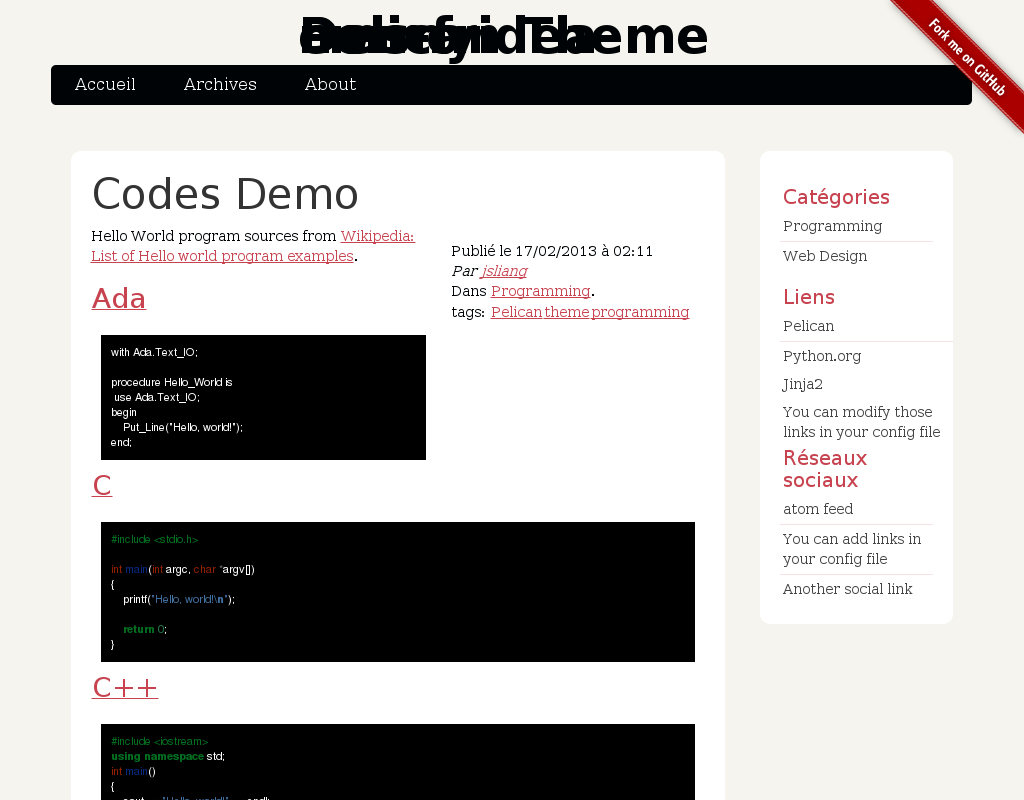 Theme
Fork me on GitHub
Accueil Archives About
Codes Demo
Hello World program sources from Wikipedia:
List of Hello world program examples.
Publié le 17/02/2013 à 02:11
Par jsliang
Dans Programming.
tags: Pelican theme programming
Ada
with Ada.Text_IO;
procedure Hello_World is
use Ada.Text_IO;
begin
Put_Line("Hello, world!");
end;
C
#include <stdio.h>
int main(int argc, char *argv[])
{
printf("Hello, world!\n");
return 0;
}
C++
#include <iostream>
using namespace std;
int main()
{
Catégories
Programming
Web Design
Liens
Pelican
Python.org
Jinja2
You can modify those
links in your config file
Réseaux
sociaux
atom feed
You can add links in
your config file
Another social link